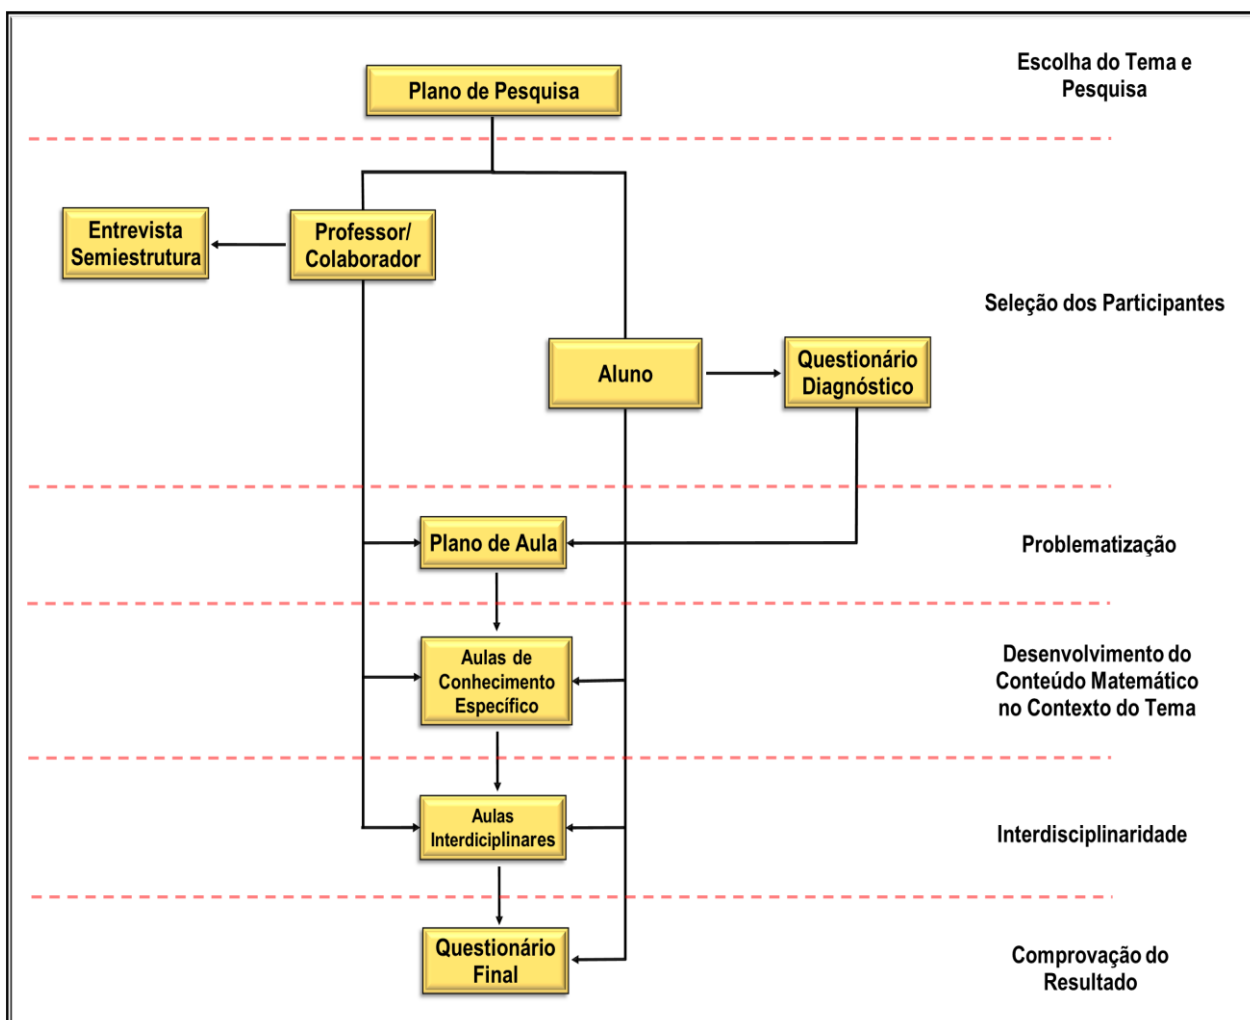 Escolha do Tema e
Pesquisa
Plano de Pesquisa
Entrevista
Semiestrutura
Professor/
Colaborador
Seleção dos Participantes
Aluno
Questionário
Diagnóstico
Plano de Aula
Problematização
Aulas de
Conhecimento
Específico
Desenvolvimento do
Conteúdo Matemático
no Contexto do Tema
Aulas
Interdiciplinares
Interdisciplinaridade
Questionário
Final
Comprovação do
Resultado